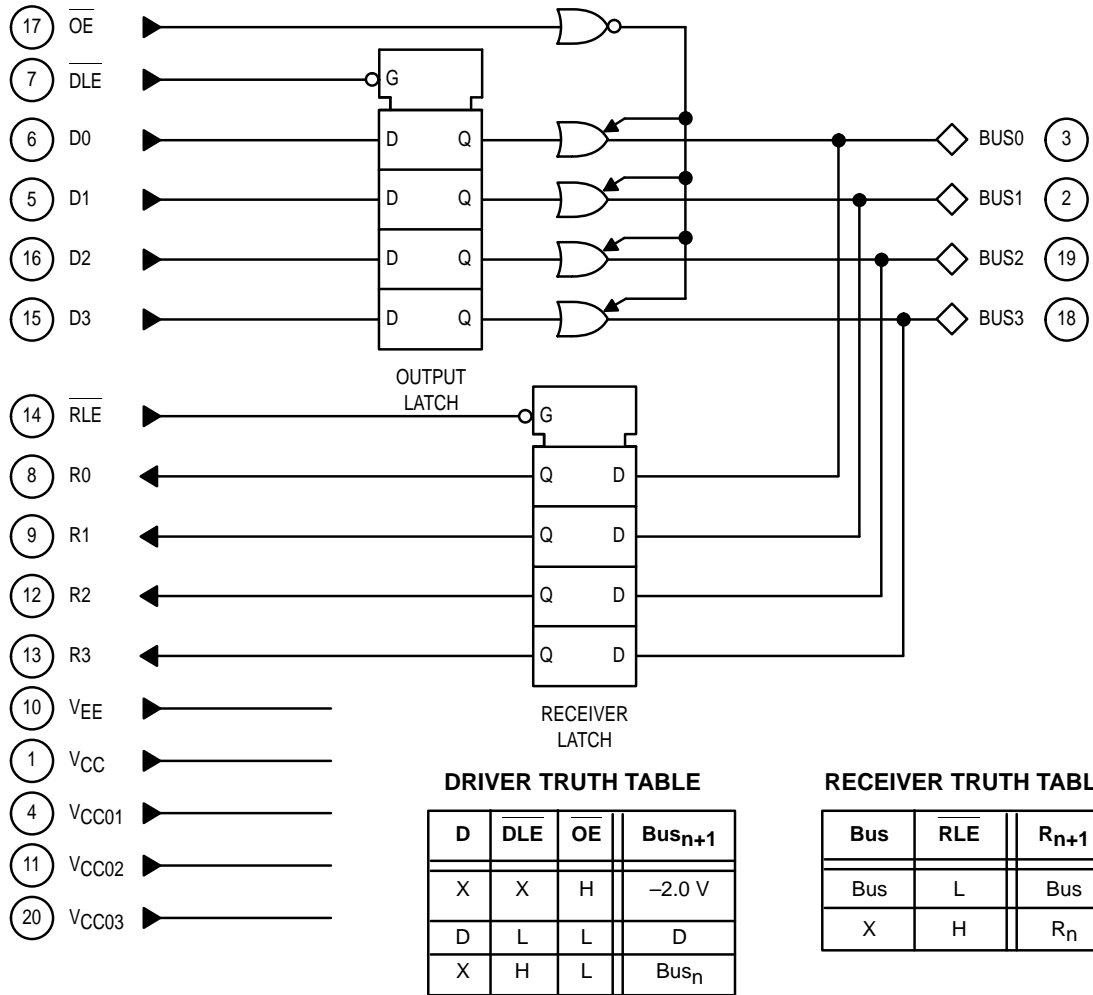 17 OE
7 DLE
G
6 D0 D Q BUS0 3
5 D1 D Q BUS1 2
16 D2 D Q BUS2 19
15 D3 D Q BUS3 18
OUTPUT
LATCH
14 RLE G
8 R0 Q D
9 R1 Q D
12 R2 Q D
13 R3 Q D
10 VEE
RECEIVER
LATCH
1 VCC
4 VCC01
11 VCC02
20 VCC03
DRIVER TRUTH TABLE
D DLE OE Busn+1
X X H –2.0 V
D L L D
X H L Busn
RECEIVER TRUTH TABL
Bus RLE Rn+1
Bus L Bus
X H Rn